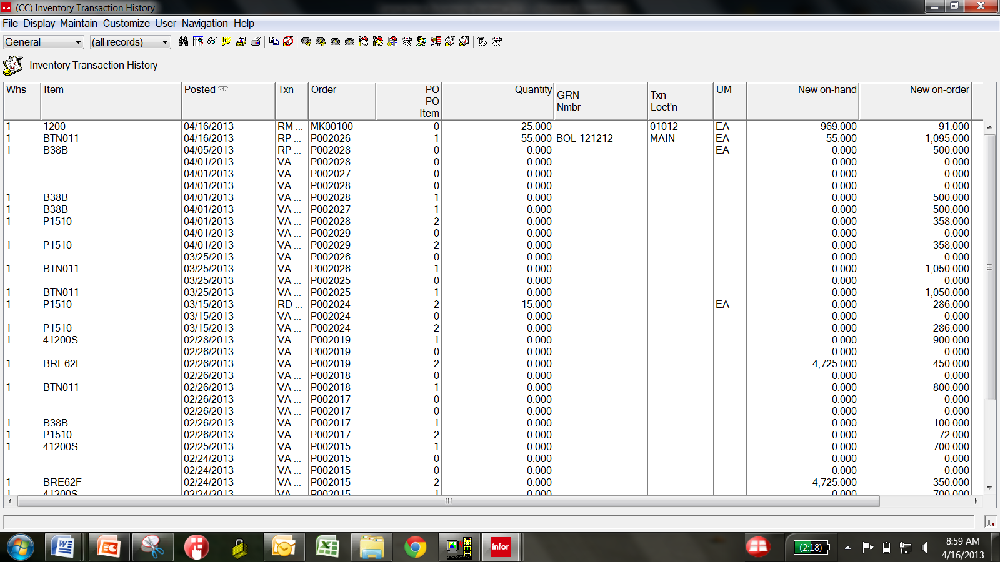 infor (CC) Inventory Transaction History
File Display Maintain Customize User Navigation Help
General (all records)
Inventory Transaction History
Whs Item Posted Txn Order PO PO Item Quantity GRN Nmbr Txn Loct'n UM New on-hand New on-order
1 1200 04/16/2013 RM ... MK00100 0 25.000 01012 EA 969.000 91.000
1 BTN011 04/16/2013 RP ... P002026 1 55.000 BOL-121212 MAIN EA 55.000 1,095.000
1 B38B 04/05/2013 RP ... P002028 0 0.000 EA 0.000 500.000
04/01/2013 VA ... P002028 0 0.000 0.000 0.000
04/01/2013 VA ... P002027 0 0.000 0.000 0.000
04/01/2013 VA ... P002028 0 0.000 0.000 0.000
1 B38B 04/01/2013 VA ... P002028 1 0.000 0.000 500.000
1 B38B 04/01/2013 VA ... P002027 1 0.000 0.000 500.000
1 P1510 04/01/2013 VA ... P002028 2 0.000 0.000 358.000
04/01/2013 VA ... P002029 0 0.000 0.000 0.000
1 P1510 04/01/2013 VA ... P002029 2 0.000 0.000 358.000
03/25/2013 VA ... P002026 0 0.000 0.000 0.000
1 BTN011 03/25/2013 VA ... P002026 1 0.000 0.000 1,050.000
03/25/2013 VA ... P002025 0 0.000 0.000 0.000
1 BTN011 03/25/2013 VA ... P002025 1 0.000 0.000 1,050.000
1 P1510 03/15/2013 RD ... P002024 2 15.000 EA 0.000 286.000
03/15/2013 VA ... P002024 0 0.000 0.000 0.000
1 P1510 03/15/2013 VA ... P002024 2 0.000 0.000 286.000
1 41200S 02/28/2013 VA ... P002019 1 0.000 0.000 900.000
02/26/2013 VA ... P002019 0 0.000 0.000 0.000
1 BRE62F 02/26/2013 VA ... P002019 2 0.000 4,725.000 450.000
02/26/2013 VA ... P002018 0 0.000 0.000 0.000
1 BTN011 02/26/2013 VA ... P002018 1 0.000 0.000 800.000
02/26/2013 VA ... P002017 0 0.000 0.000 0.000
02/26/2013 VA ... P002017 0 0.000 0.000 0.000
1 B38B 02/26/2013 VA ... P002017 1 0.000 0.000 100.000
1 P1510 02/26/2013 VA ... P002017 2 0.000 0.000 72.000
1 41200S 02/25/2013 VA ... P002015 1 0.000 0.000 700.000
02/24/2013 VA ... P002015 0 0.000 0.000 0.000
02/24/2013 VA ... P002015 0 0.000 0.000 0.000
1 BRE62F 02/24/2013 VA ... P002015 2 0.000 4,725.000 350.000
1 41200S 02/24/2013 VA ... P002015 1 0.000 0.000 700.000
infor (2:18) 8:59 AM
4/16/2013